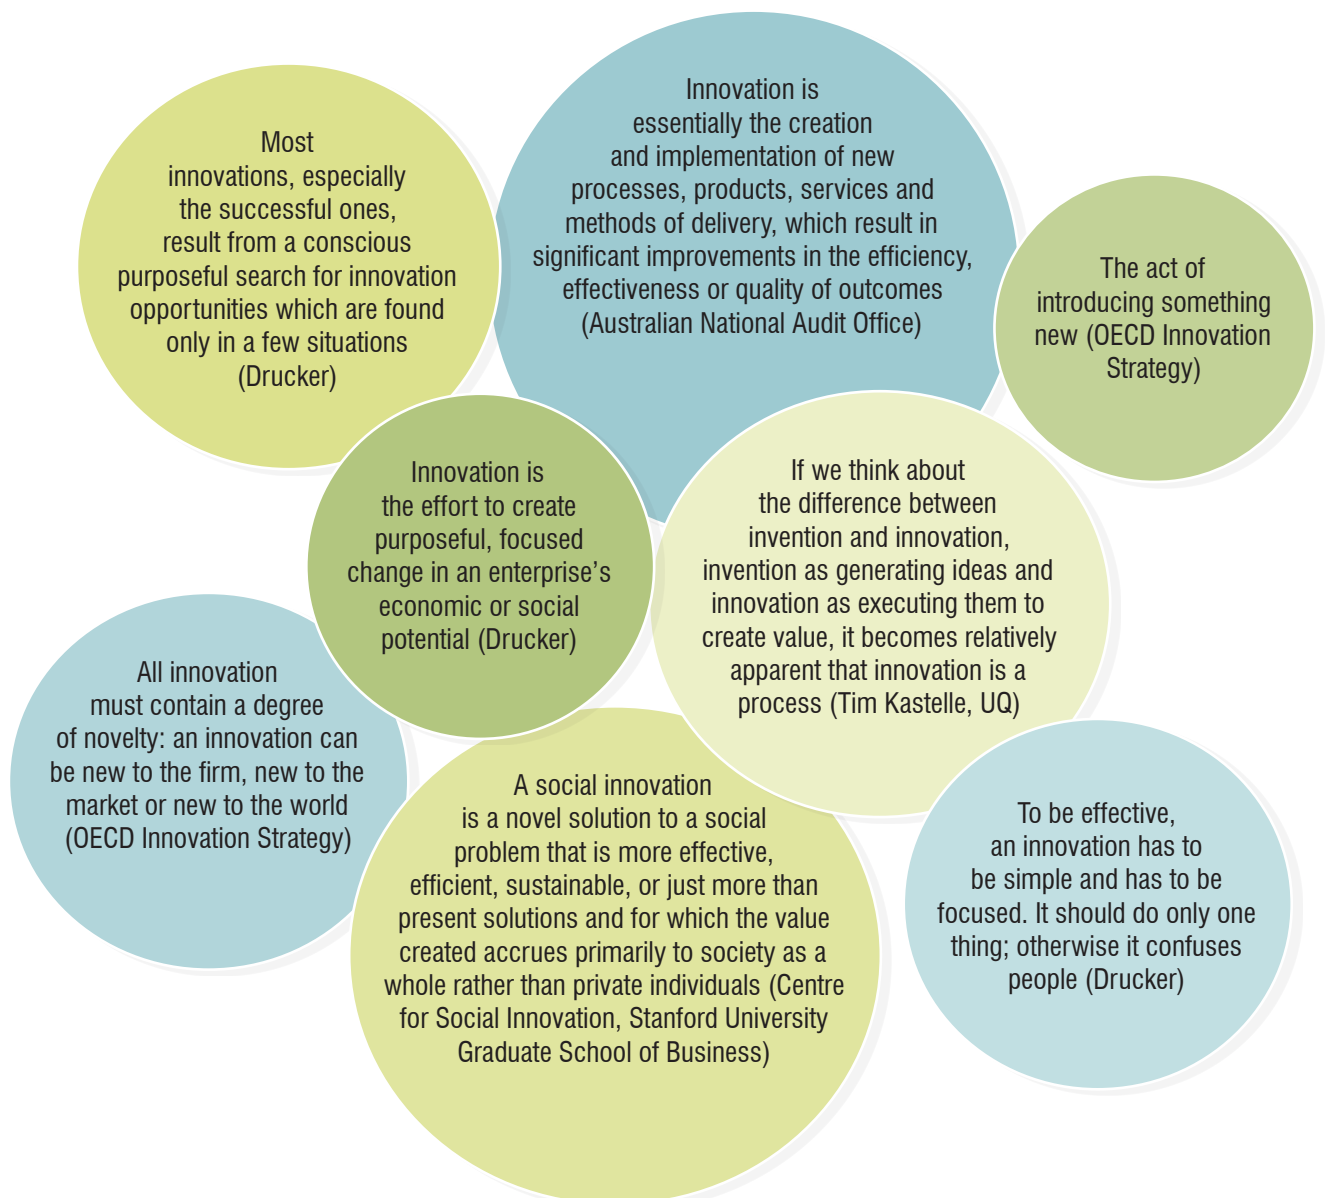 Most
innovations, especially
the successful ones,
result from a conscious
purposeful search for innovation
opportunities which are found
only in a few situations
(Drucker)
Innovation is
essentially the creation
and implementation of new
processes, products, services and
methods of delivery, which result in
significant improvements in the efficiency,
effectiveness or quality of outcomes
(Australian National Audit Office)
The act of
introducing something
new (OECD Innovation
Strategy)
Innovation is
the effort to create
purposeful, focused
change in an enterprise’s
economic or social
potential (Drucker)
If we think about
the difference between
invention and innovation,
invention as generating ideas and
innovation as executing them to
create value, it becomes relatively
apparent that innovation is a
process (Tim Kastelle, UQ)
All innovation
must contain a degree
of novelty: an innovation can
be new to the firm, new to the
market or new to the world
(OECD Innovation Strategy)
A social innovation
is a novel solution to a social
problem that is more effective,
efficient, sustainable, or just more than
present solutions and for which the value
created accrues primarily to society as a
whole rather than private individuals (Centre
for Social Innovation, Stanford University
Graduate School of Business)
To be effective,
an innovation has to
be simple and has to be
focused. It should do only one
thing; otherwise it confuses
people (Drucker)